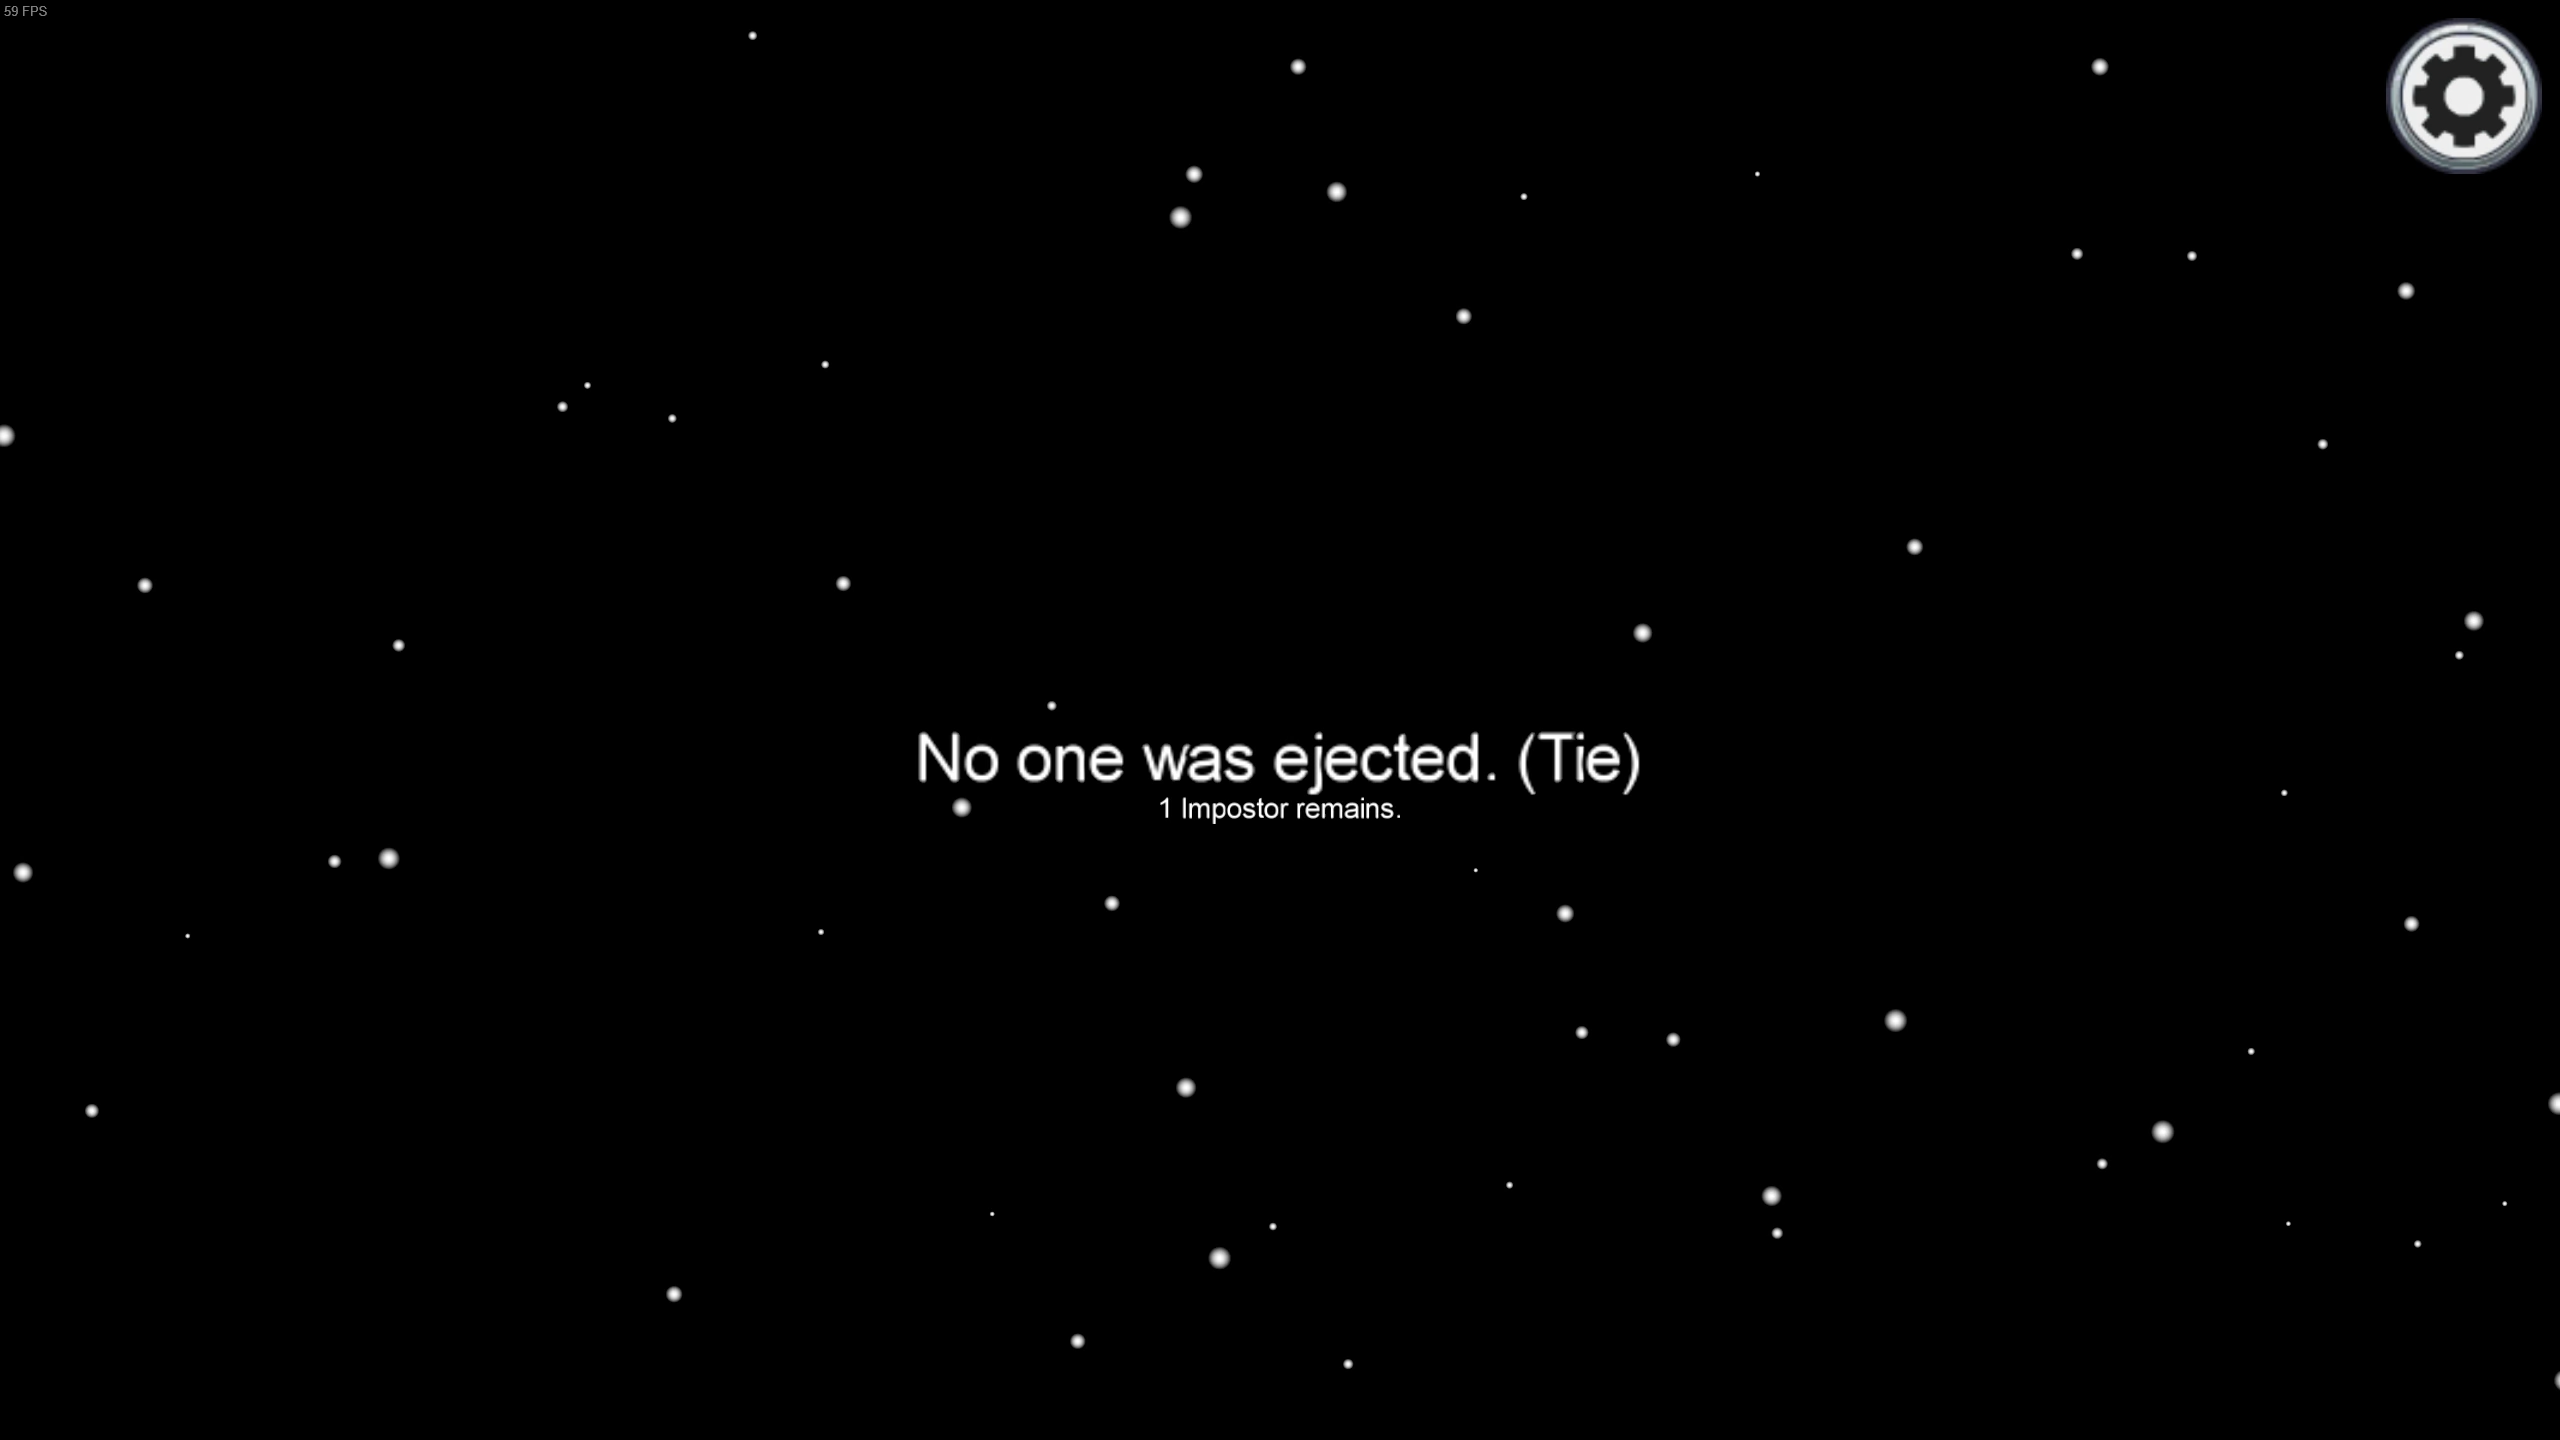 59 FPS
No one was ejected. (Tie)
1 Impostor remains.